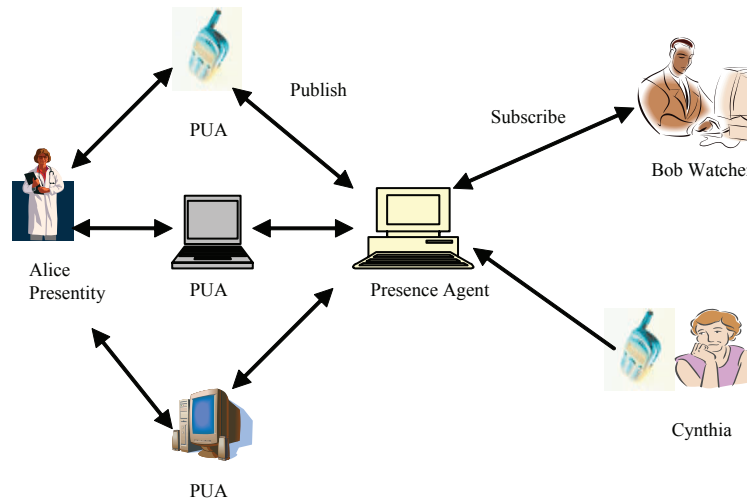 Publish
PUA
Subscribe
Bob Watcher
Alice
Presentity
PUA
Presence Agent
Cynthia
PUA